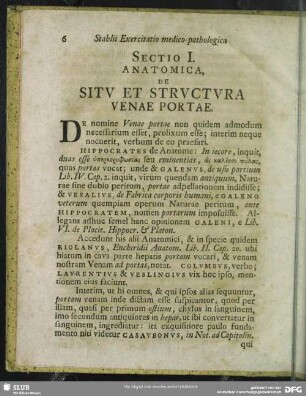 6 Stahlii Exercitatio medico-pathologica
SECTIO I.
ANATOMICA,
DE
SITV ET STRVCTVRA
VENAE PORTAE.
DE nomine Venae portae non quidem admodum
necessarium esset, prolixum esse; interim neque
nocuerit, verbum de eo praefari.
HIPPOCRATES de Anatome: In iecore, inquit,
duas esse seu eminentias,
quas portas vocat; unde & GALENVS, de usu partium
Lib. IV. Cap. 2. inquit, virum quendam antiquum, Natu-
rae sine dubio peritum, portas adpellationem indidisse;
& VESALIVS, de Fabrica corporis humani, e GALENO
veterum quempiam operum Naturae peritum, ante
HIPPOCRATEM, nomen portarum imposuisse. Al-
legans adhuc semel hanc opinionem GALENI, e Lib.
VI. de Placit. Hippocr. & Platon.
Accedunt his alii Anatomici, & in specie quidem
RIOLANVS, Enchiridii Anatom. Lib. II. Cap. 20. ubi
hiatum in cava parte hepatis portam vocari, & venam
nostram Venam ad portas, notat. COLVMBVS, verbo;
LAVRENTIVS & VESLINGIVS vix hoc ipso, men-
tionem eius faciunt.
Interim, ut hi omnes, & qui ipsos alias sequuntur,
portam venam inde dictam esse suspicantur, quod per
illam, quasi per primum ostium, chylus in sanguinem,
imo secundum antiquiores in hepar, ut ibi convertatur in
sanguinem, ingrediatur: ita exquisitiore paulo funda-
mento niti videtur CASAVBONVS, in Not. ad Capitolin.
qui
SLUB